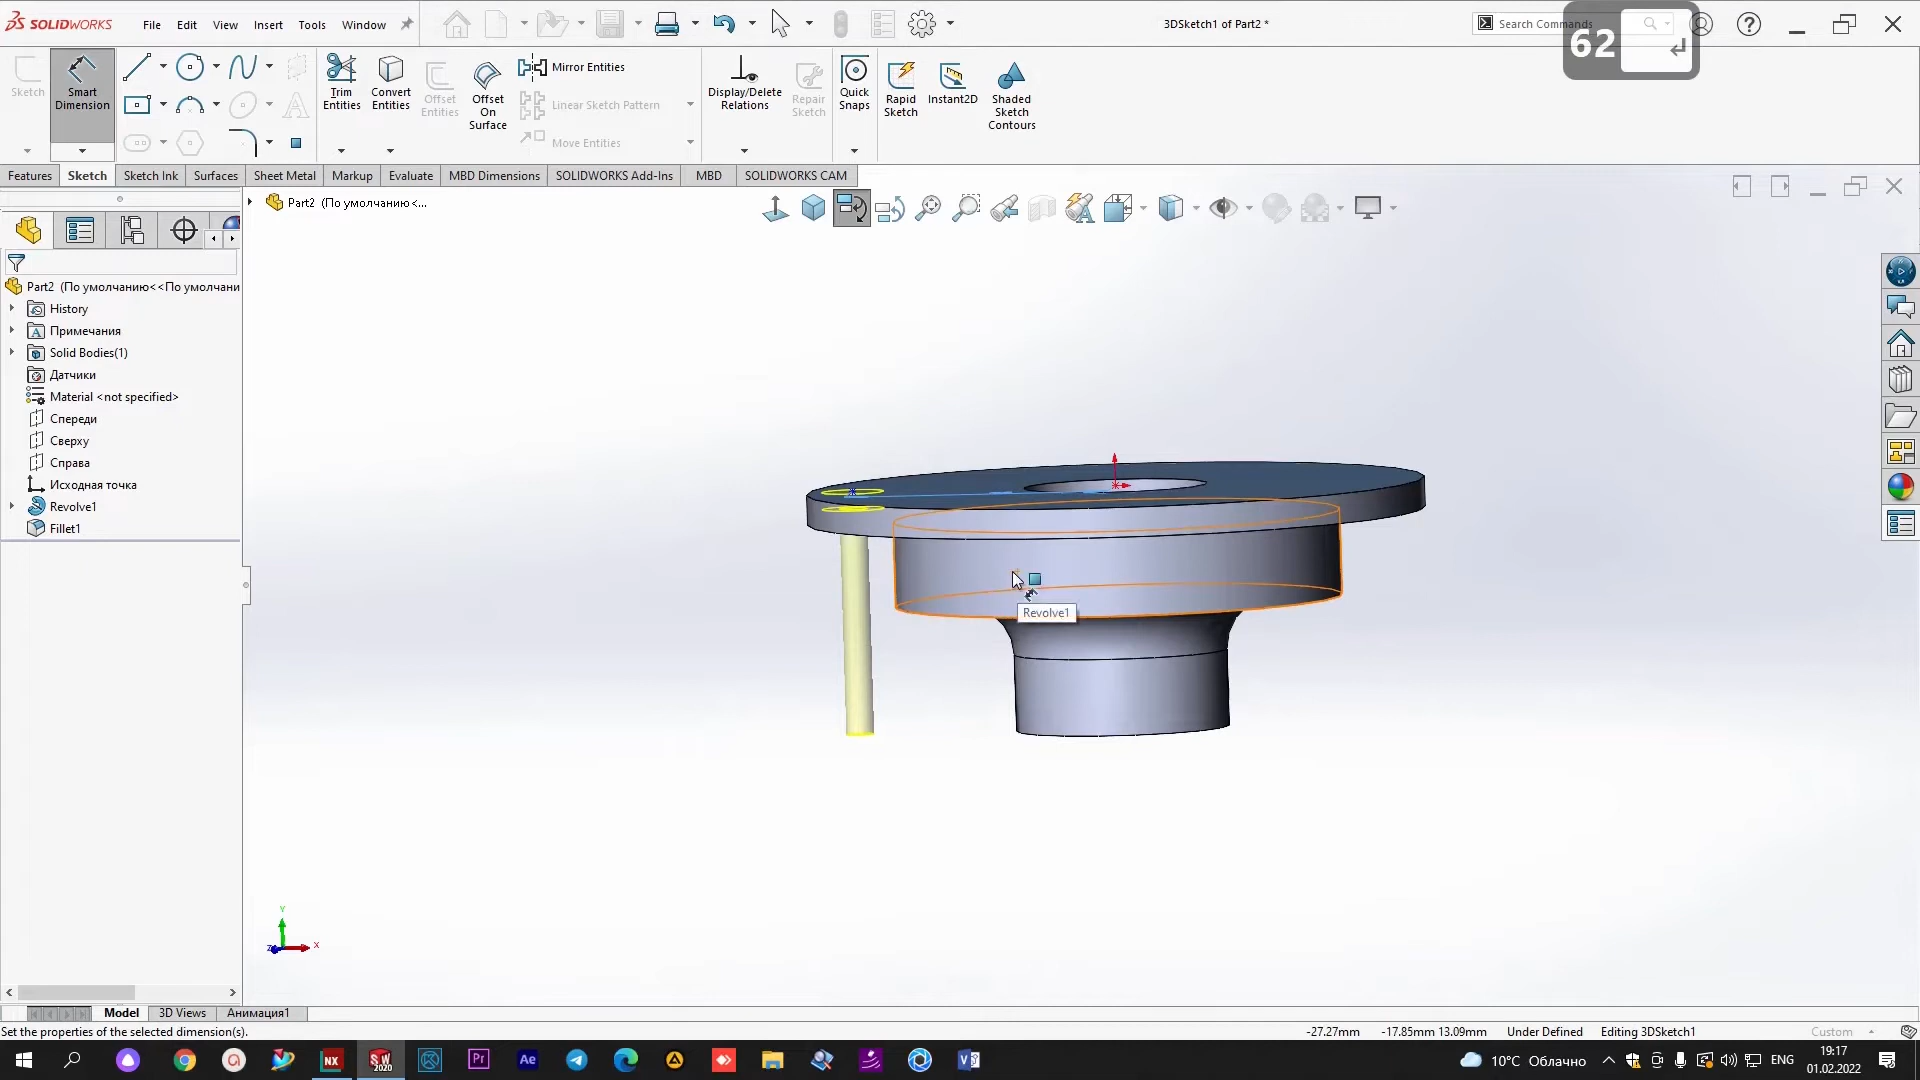 SOLIDWORKS File Edit View Insert Tools Window
3DSketch1 of Part2 *
Search Commands
62
Sketch
Smart
Dimension
Trim
Entities
Convert
Entities
Offset
Entities
Offset
On
Surface
Mirror Entities
Linear Sketch Pattern
Move Entities
Display/Delete
Relations
Repair
Sketch
Quick
Snaps
Rapid
Sketch
Instant2D
Shaded
Sketch
Contours
Features Sketch Sketch Ink Surfaces Sheet Metal Markup Evaluate MBD Dimensions SOLIDWORKS Add-Ins MBD SOLIDWORKS CAM
Part2 (По умолчанию<...
Part2 (По умолчанию<<По умолчани
History
Примечания
Solid Bodies(1)
Датчики
Material <not specified>
Спереди
Сверху
Справа
Исходная точка
Revolve1
Fillet1
Revolve1
Y
X
Z
Model 3D Views Анимация1
Set the properties of the selected dimension(s).
-27.27mm -17.85mm 13.09mm Under Defined Editing 3DSketch1 Custom
NX
SW
2020
Pr
Ae
10°C Облачно
ENG
19:17
01.02.2022